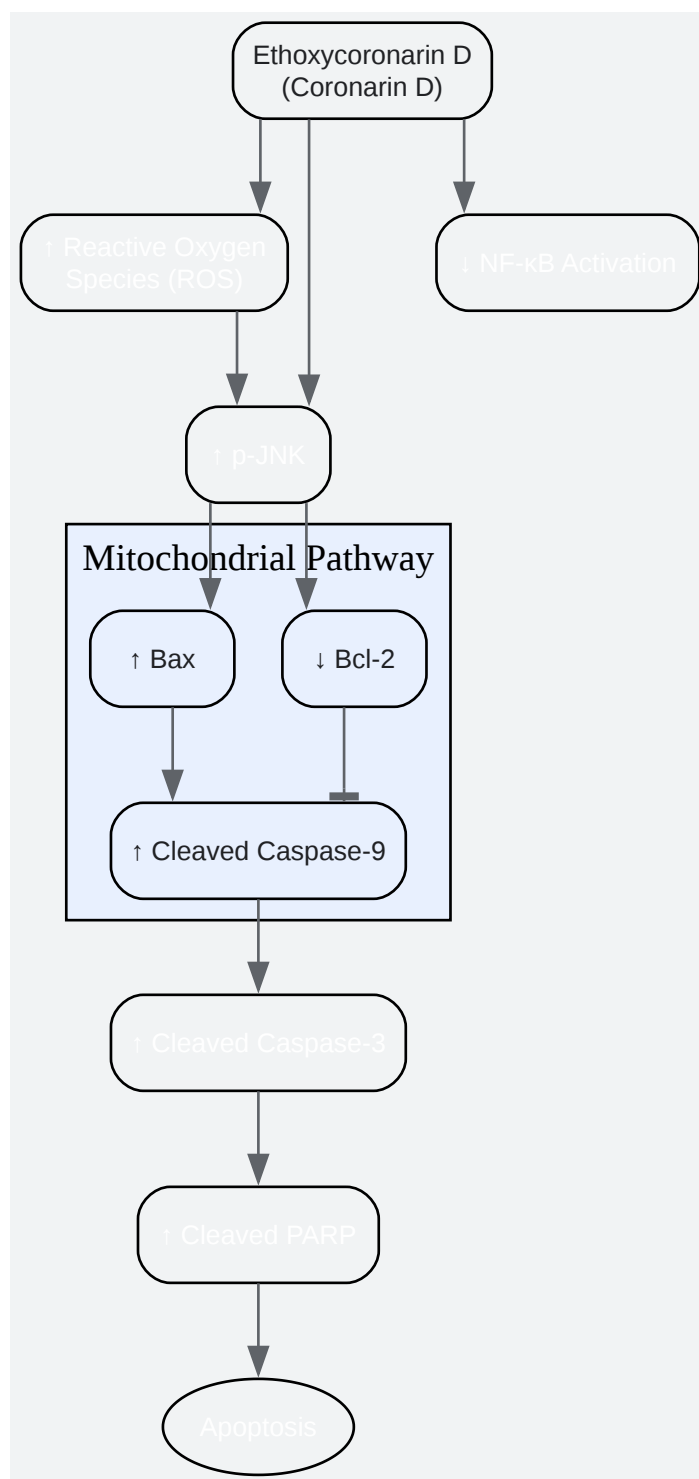 Ethoxycoronarin D
(Coronarin D)
↑ Reactive Oxygen
Species (ROS)
↓ NF-κB Activation
↑ p-JNK
Mitochondrial Pathway
↑ Bax
↓ Bcl-2
↑ Cleaved Caspase-9
↑ Cleaved Caspase-3
↑ Cleaved PARP
Apoptosis